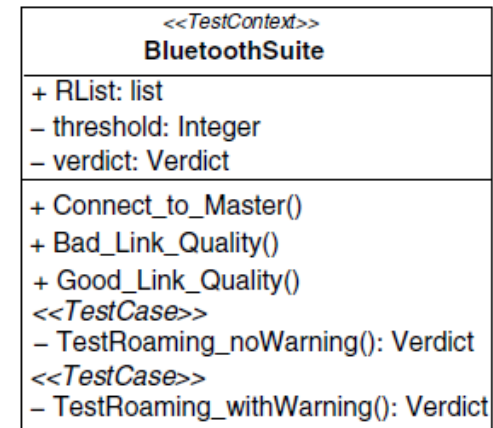 <<TestContext>>
BluetoothSuite
+ RList: list
– threshold: Integer
– verdict: Verdict
+ Connect_to_Master()
+ Bad_Link_Quality()
+ Good_Link_Quality()
<<TestCase>>
– TestRoaming_noWarning(): Verdict
<<TestCase>>
– TestRoaming_withWarning(): Verdict